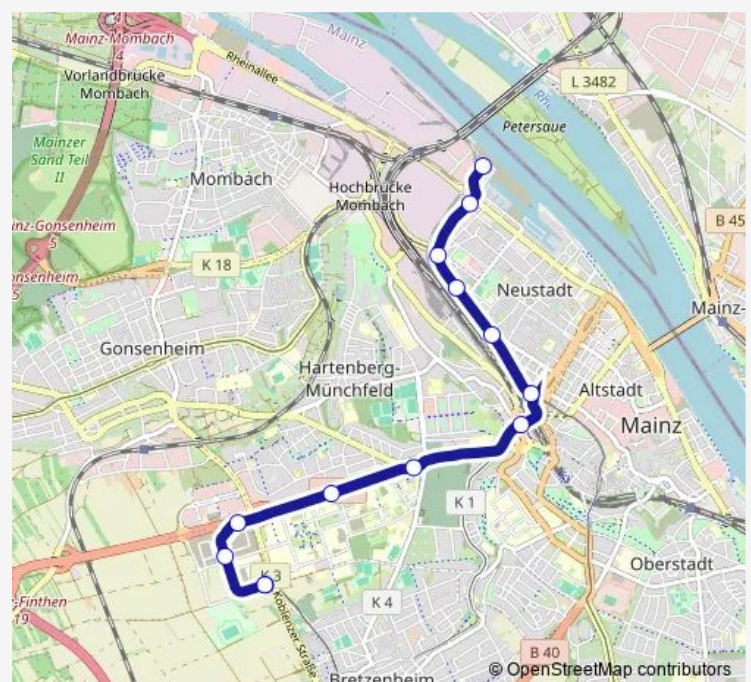 4
Mainz-Mombach
4
Vorlandbrücke
Mombach
Rheinallee
Mainz
L 3482
Petersaue
Mainzer
Sand Teil
II
Mombach
Hochbrücke
Mombach
inz-Gonsenheim
5
onsenheim
5
K 18
B 45
Neustadt
Mainz-
Gonsenheim
Hartenberg-
Münchfeld
Altstadt
Mainz
K 1
Oberstadt
K 3
-Finthen
19
K 4
Koblenzer Straße
B 40
Bretzenheim
© OpenStreetMap contributors